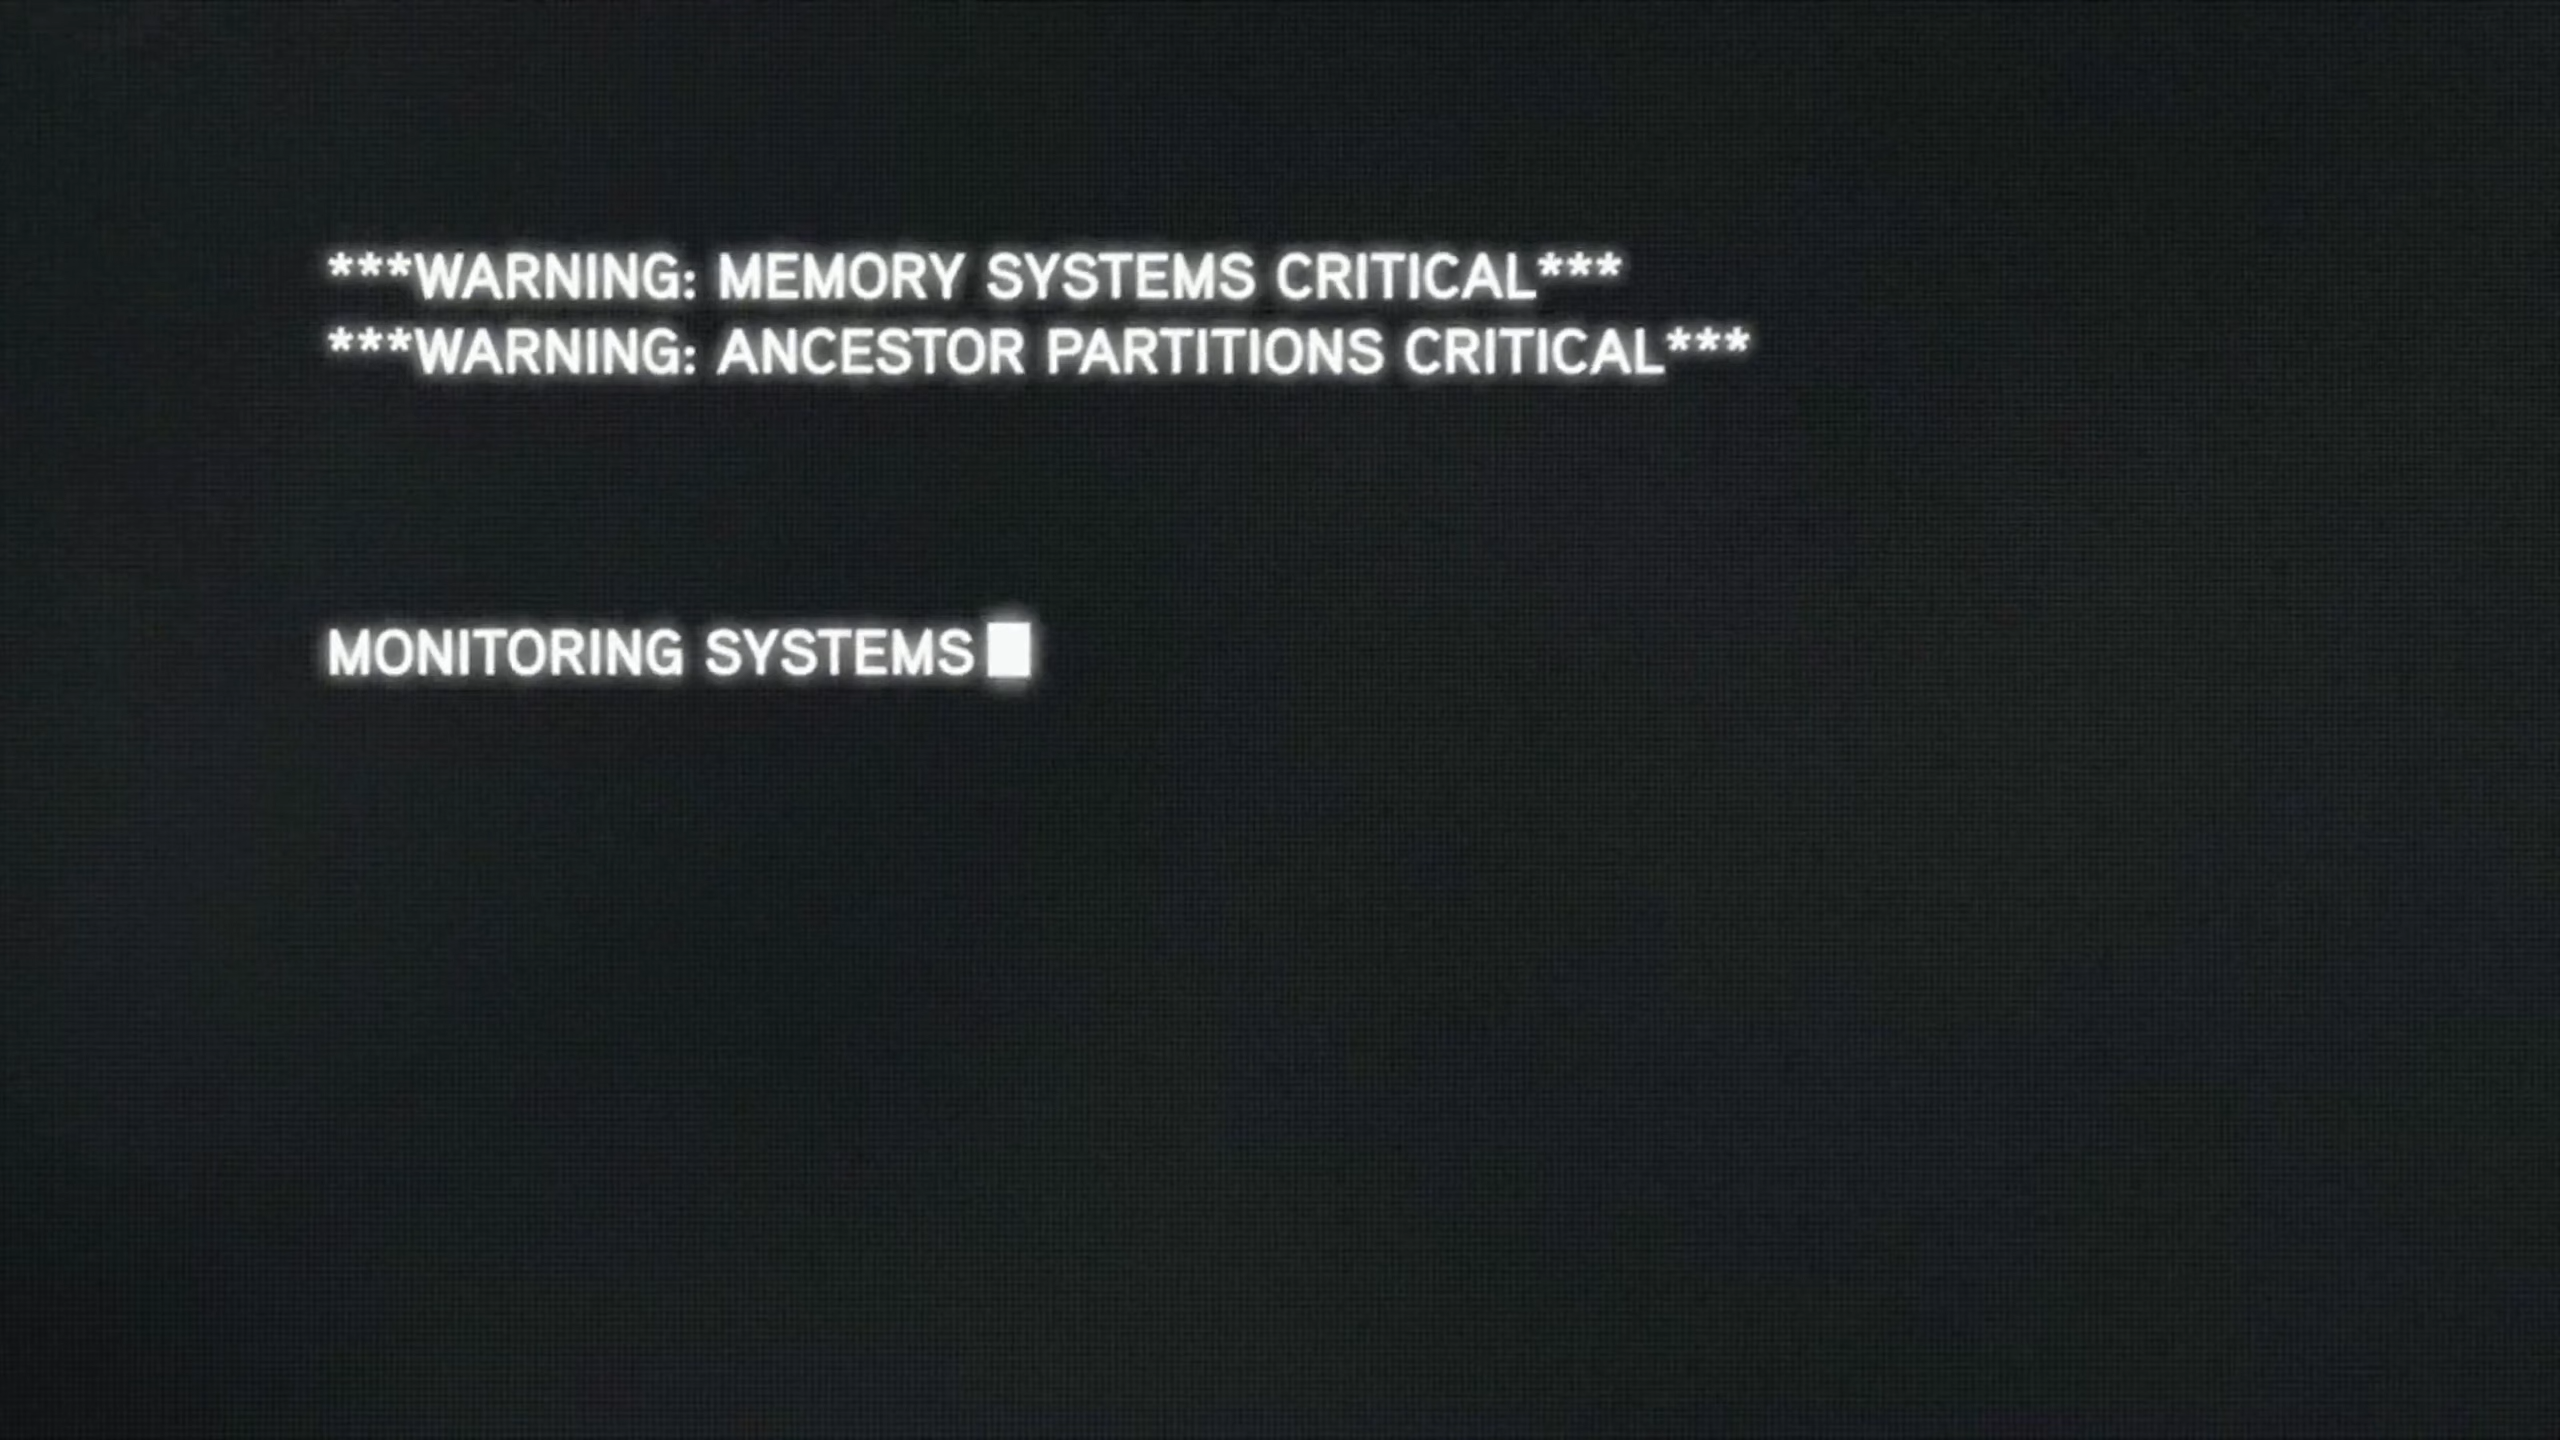 ***WARNING: MEMORY SYSTEMS CRITICAL***
***WARNING: ANCESTOR PARTITIONS CRITICAL***
MONITORING SYSTEMS